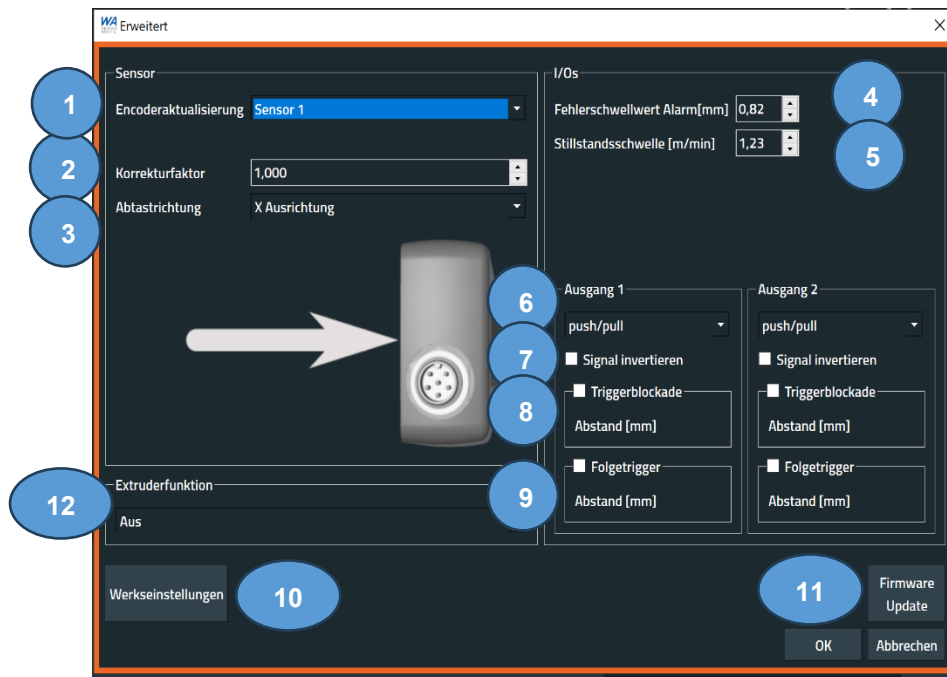 WA Erweitert
Sensor
1
Encoderaktualisierung Sensor 1
2
Korrekturfaktor 1,000
3
Abtastrichtung X Ausrichtung
I/Os
Fehlerschwellwert Alarm[mm] 0,82
4
Stillstandsschwelle [m/min] 1,23
5
Ausgang 1
6
push/pull
7
Signal invertieren
8
Triggerblockade
Abstand [mm]
9
Folgetrigger
Abstand [mm]
Ausgang 2
push/pull
Signal invertieren
Triggerblockade
Abstand [mm]
Folgetrigger
Abstand [mm]
Extruderfunktion
12
Aus
Werkseinstellungen
10
11
Firmware
Update
OK Abbrechen